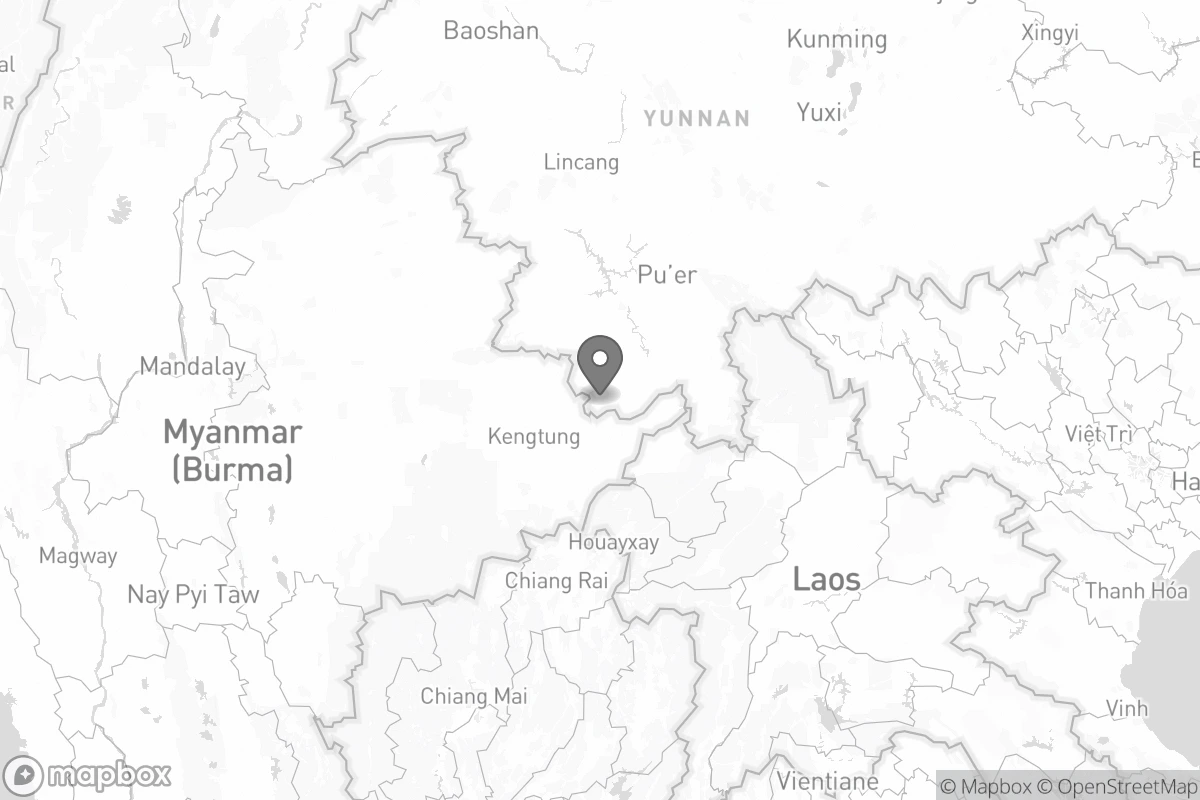 Baoshan
Kunming
Xingyi
al
R
YUNNAN
Yuxi
Lincang
Pu’er
Mandalay
Myanmar
(Burma)
Kengtung
Việt Trì
Ha
Magway
Houayxay
Nay Pyi Taw
Chiang Rai
Laos
Thanh Hóa
Chiang Mai
Vinh
Vientiane
mapbox
© Mapbox © OpenStreetMap